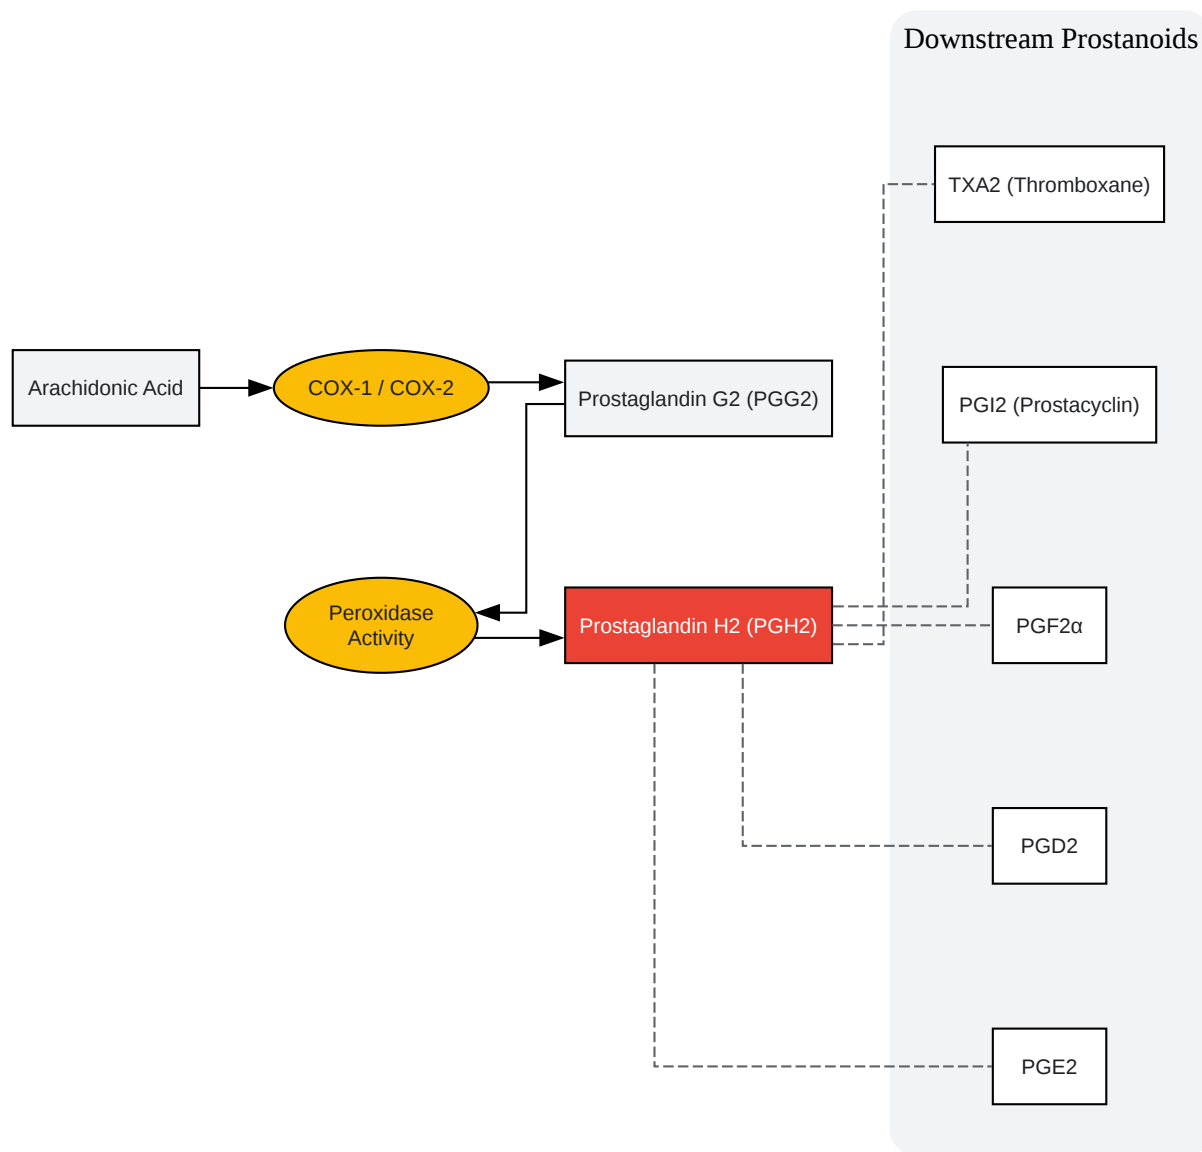 Downstream Prostanoids
TXA2 (Thromboxane)
Arachidonic Acid
COX-1 / COX-2
Prostaglandin G2 (PGG2)
PGI2 (Prostacyclin)
Peroxidase
Activity
Prostaglandin H2 (PGH2)
PGF2α
PGD2
PGE2